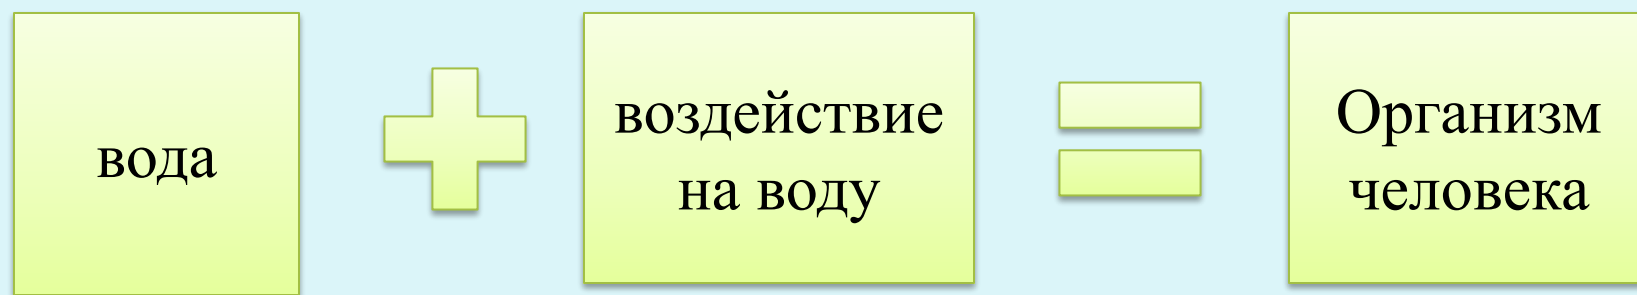 вода
воздействие
на воду
Организм
человека